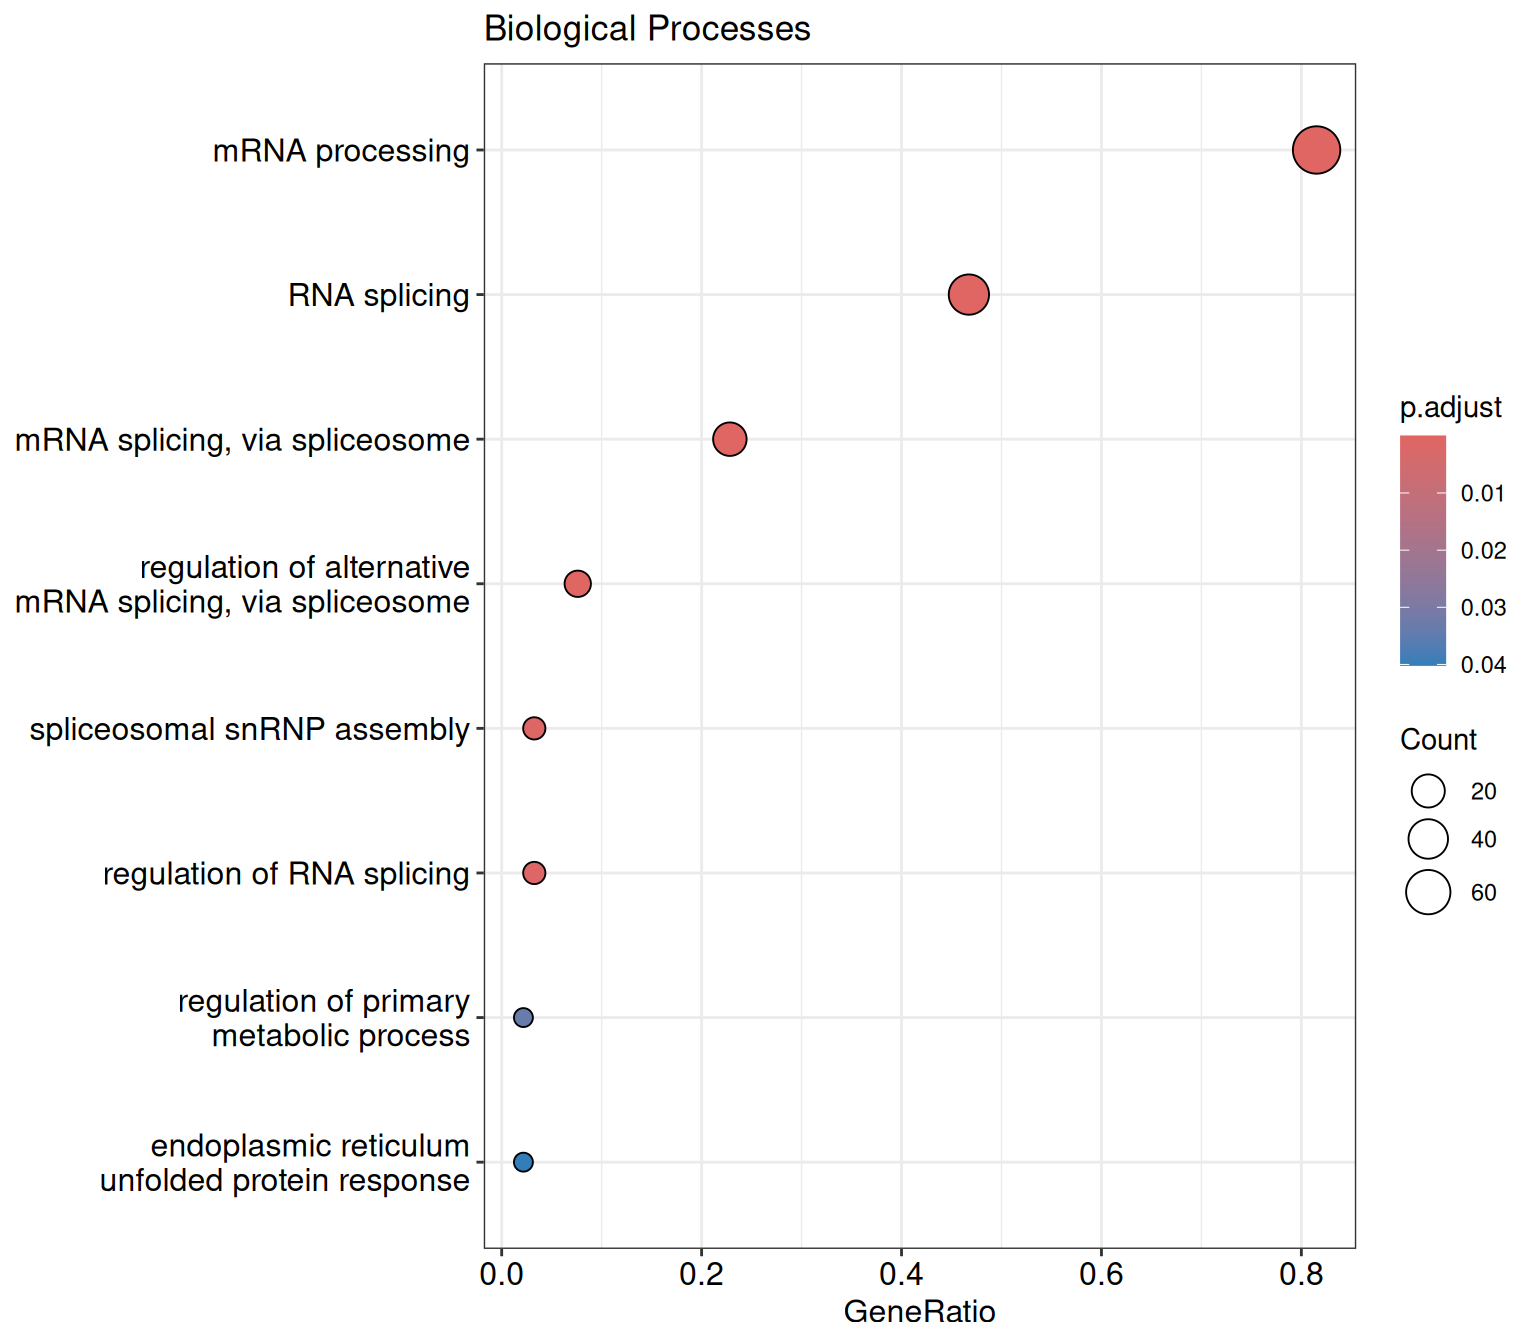 Biological Processes
mRNA processing
RNA splicing
mRNA splicing, via spliceosome
regulation of alternative
mRNA splicing, via spliceosome
spliceosomal snRNP assembly
regulation of RNA splicing
regulation of primary
metabolic process
endoplasmic reticulum
unfolded protein response
0.0 0.2 0.4 0.6 0.8
GeneRatio
p.adjust
0.01
0.02
0.03
0.04
Count
20
40
60